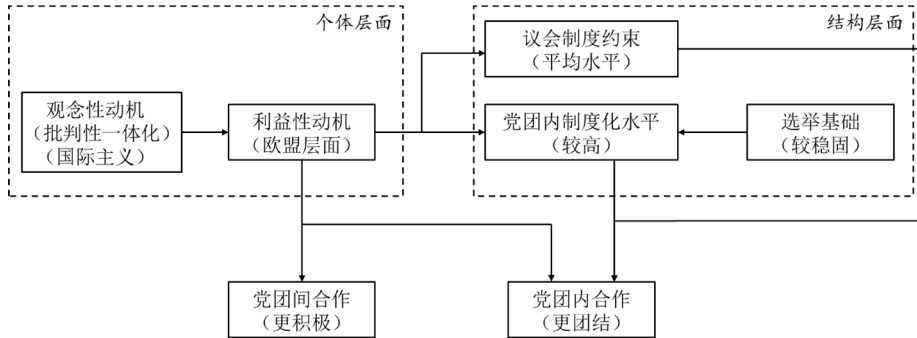 个体层面
结构层面
议会制度约束
（平均水平）
观念性动机
（批判性一体化）
（国际主义）
利益性动机
（欧盟层面）
党团内制度化水平
（较高）
选举基础
（较稳固）
党团间合作
（更积极）
党团内合作
（更团结）